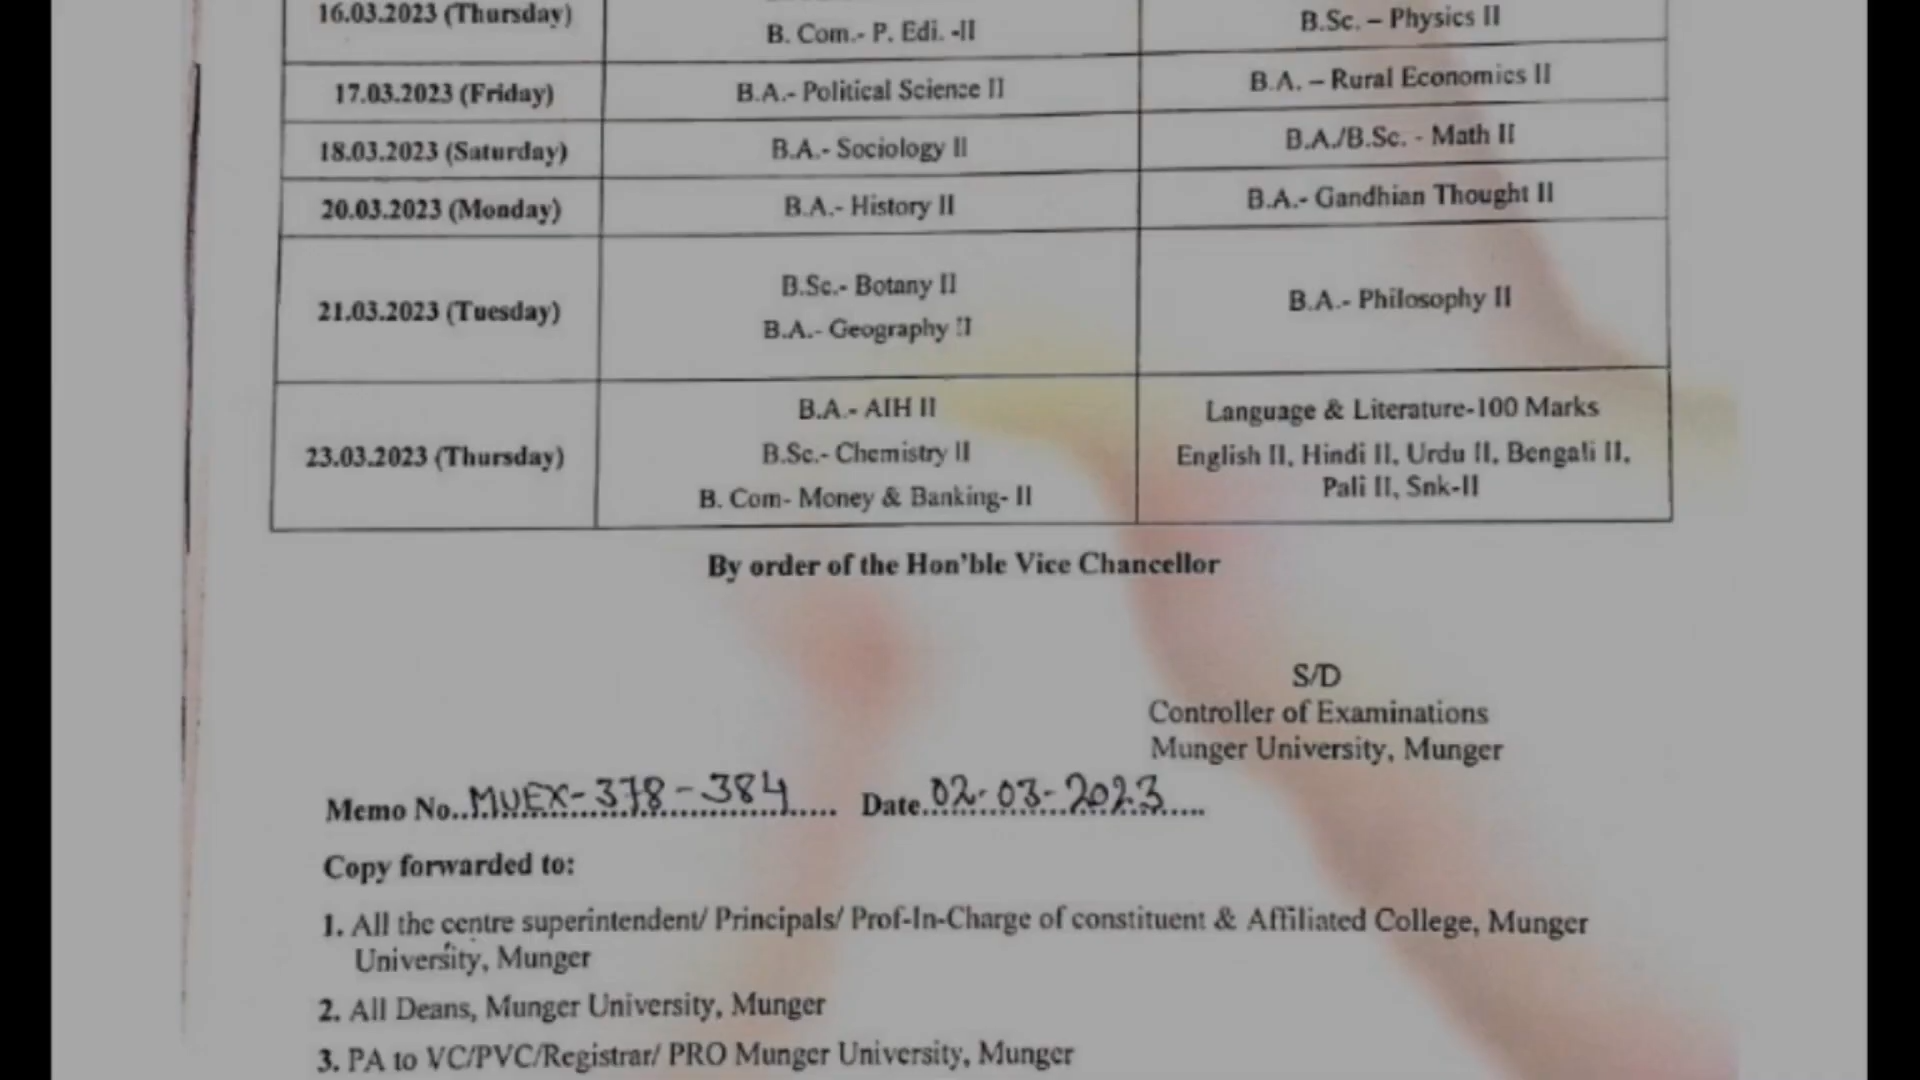 16.03.2023 (Thursday)
B. Com.- P. Edi. -II
B.Sc. – Physics II
17.03.2023 (Friday)
B.A.- Political Science II
B.A. – Rural Economics II
18.03.2023 (Saturday)
B.A.- Sociology II
B.A./B.Sc. - Math II
20.03.2023 (Monday)
B.A.- History II
B.A.- Gandhian Thought II
21.03.2023 (Tuesday)
B.Sc.- Botany II
B.A.- Geography II
B.A.- Philosophy II
23.03.2023 (Thursday)
B.A.- AIH II
B.Sc.- Chemistry II
B. Com- Money & Banking- II
Language & Literature-100 Marks
English II, Hindi II, Urdu II, Bengali II,
Pali II, Snk-II
By order of the Hon'ble Vice Chancellor
S/D
Controller of Examinations
Munger University, Munger
Memo No..MUEX-378-384..... Date.02-03-2023.....
Copy forwarded to:
1. All the centre superintendent/ Principals/ Prof-In-Charge of constituent & Affiliated College, Munger
University, Munger
2. All Deans, Munger University, Munger
3. PA to VC/PVC/Registrar/ PRO Munger University, Munger